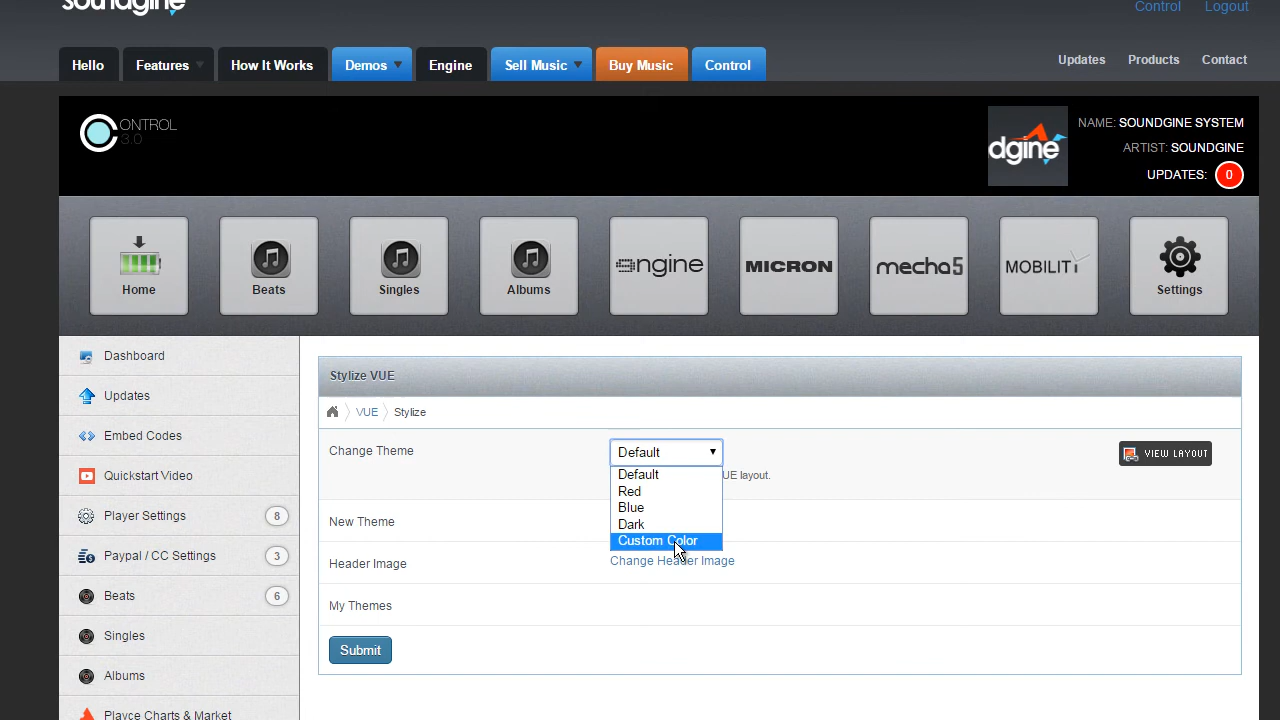 soundgine
Control Logout
Hello Features How It Works Demos Engine Sell Music Buy Music Control
Updates Products Contact
CONTROL
3.0
dgine
NAME: SOUNDGINE SYSTEM
ARTIST: SOUNDGINE
UPDATES: 0
Home Beats Singles Albums engine MICRON mecha5 MOBILITI Settings
Dashboard
Updates
Embed Codes
Quickstart Video
Player Settings 8
Paypal / CC Settings 3
Beats 6
Singles
Albums
Playce Charts & Market
Stylize VUE
VUE Stylize
Change Theme
Default
VIEW LAYOUT
Default
UE layout.
Red
Blue
Dark
Custom Color
New Theme
Header Image
Change Header Image
My Themes
Submit